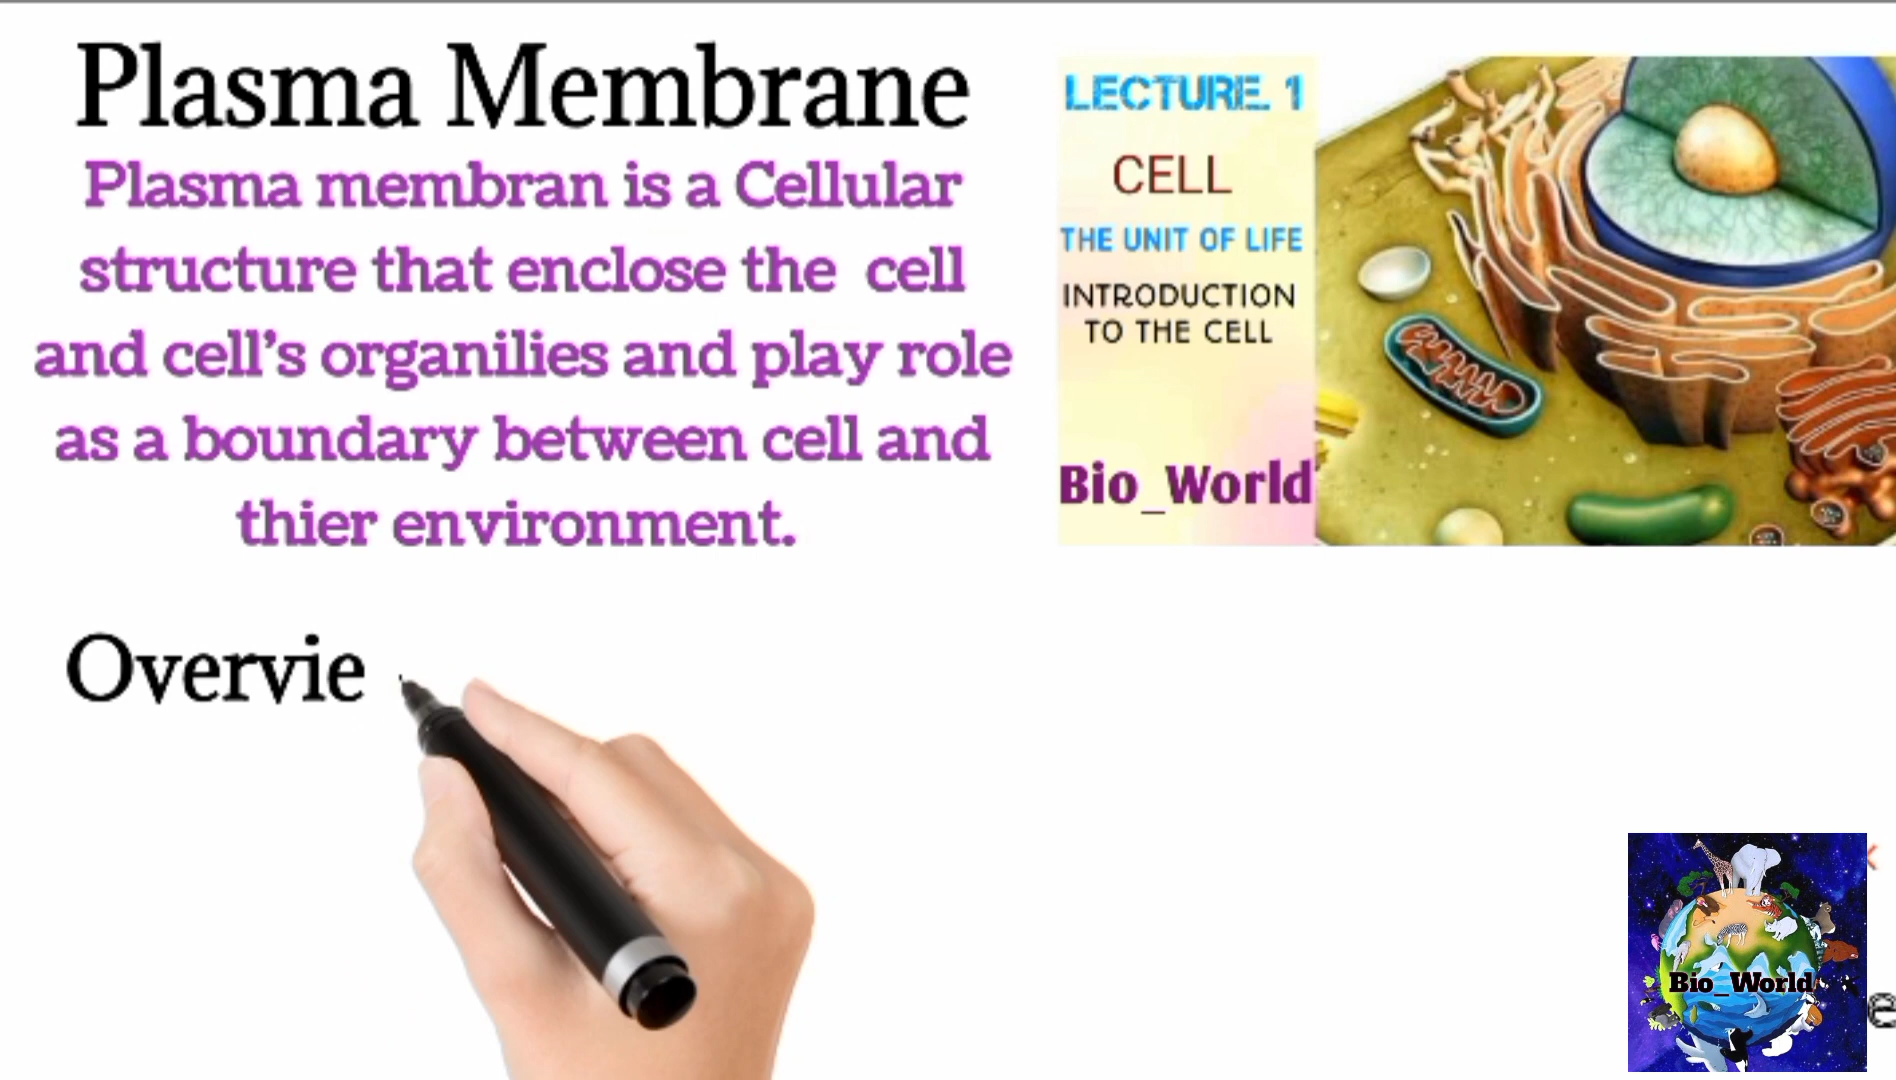 Plasma Membrane
Plasma membran is a Cellular
structure that enclose the cell
and cell's organilies and play role
as a boundary between cell and
thier environment.
Overvie
LECTURE. 1
CELL
THE UNIT OF LIFE
INTRODUCTION
TO THE CELL
Bio_World
Bio_World